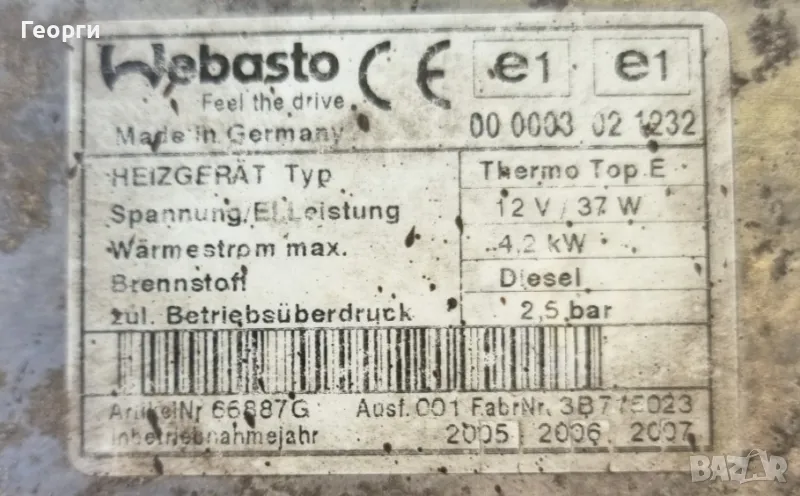 Георги
Webasto CE e1 e1
Feel the drive
Made in Germany 00 0003 02 1232
HEIZGERÄT Typ Thermo Top E
Spannung/El.Leistung 12 V / 37 W
Wärmestrom max. 4,2 kW
Brennstoff Diesel
zul. Betriebsüberdruck 2,5 bar
ArtikelNr 66887G Ausf. 001 FabrNr.
Inbetriebnahmejahr 2005 2006 2007
BAZAR